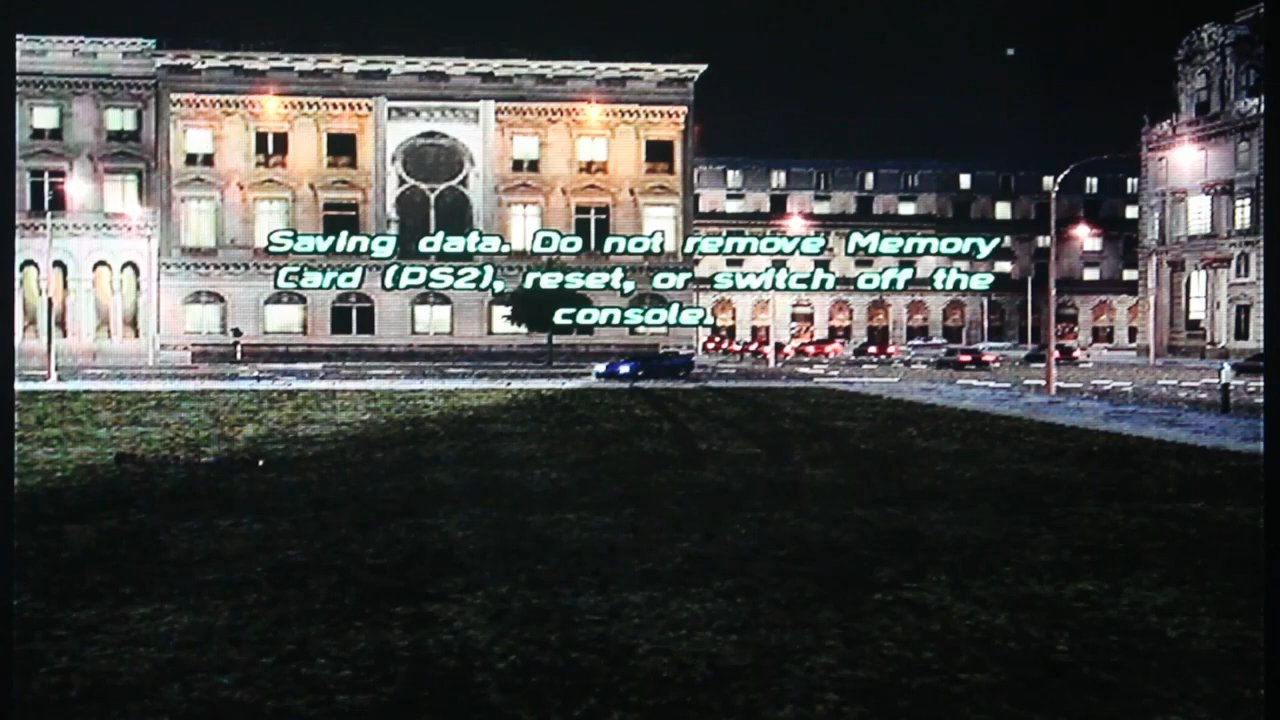 Saving data. Do not remove Memory
Card (PS2), reset, or switch off the
console.